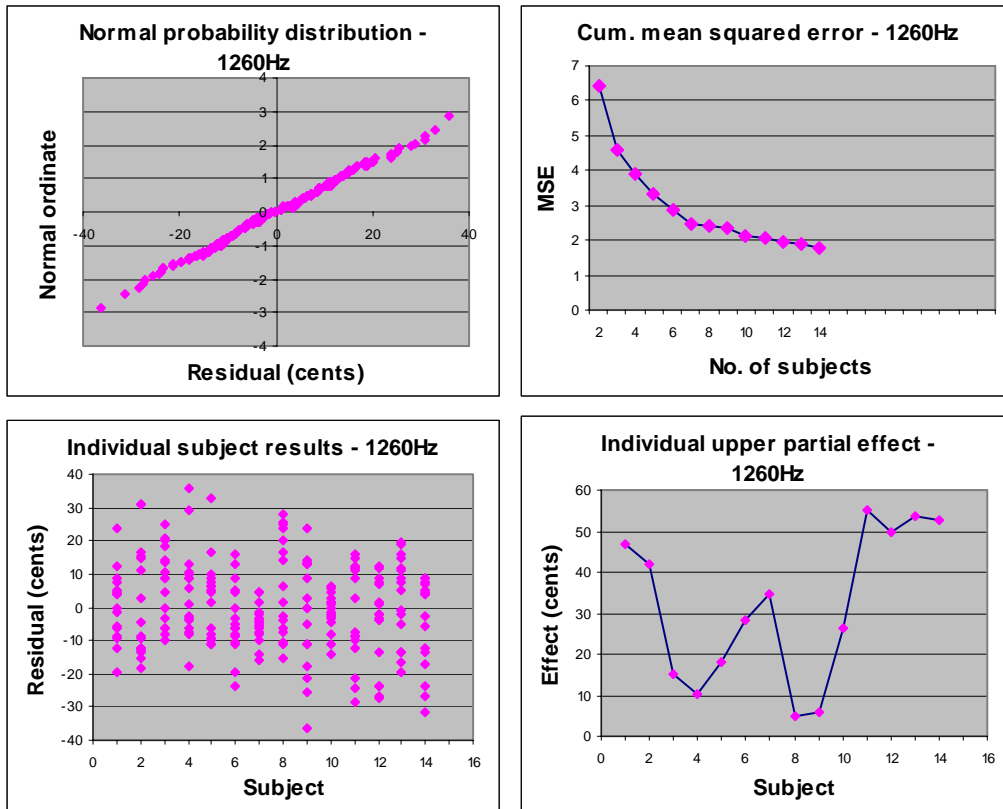 Normal probability distribution -
1260Hz
4
3
2
1
0
-40 -20 0 20 40
-1
-2
-3
-4
Normal ordinate
Residual (cents)
Cum. mean squared error - 1260Hz
7
6
5
4
3
2
1
0
2 4 6 8 10 12 14
MSE
No. of subjects
Individual subject results - 1260Hz
40
30
20
10
0
-10
-20
-30
-40
0 2 4 6 8 10 12 14 16
Residual (cents)
Subject
Individual upper partial effect -
1260Hz
60
50
40
30
20
10
0
0 2 4 6 8 10 12 14 16
Effect (cents)
Subject